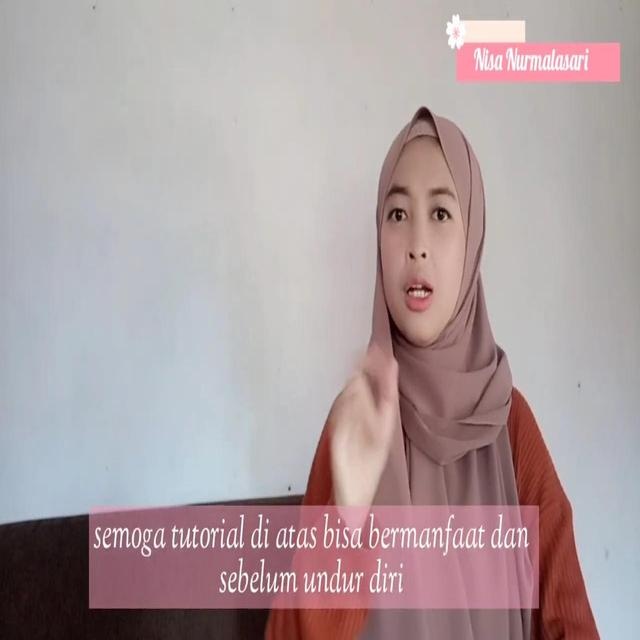 Nisa Nurmalasari
semoga tutorial di atas bisa bermanfaat dan
sebelum undur diri